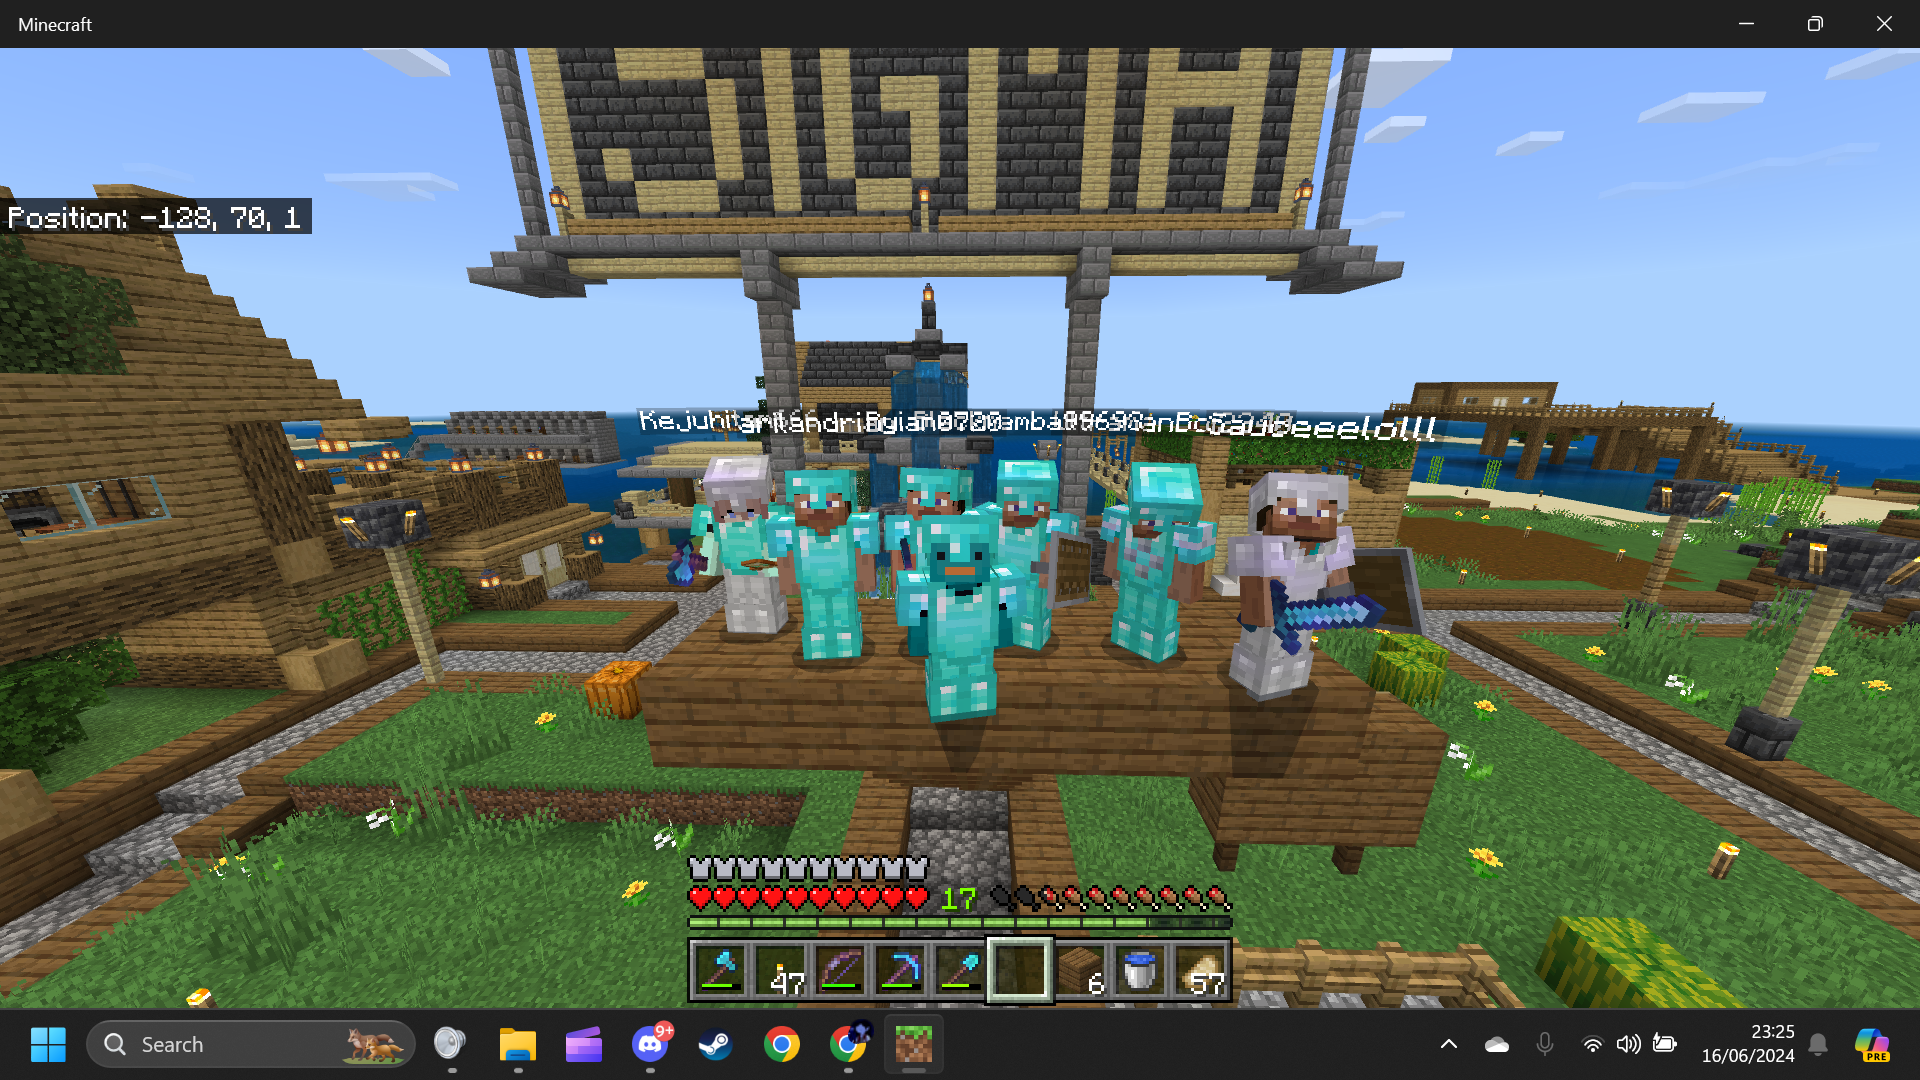 Minecraft
Position: -128, 70, 1
17
47
6
57
Search
9+
23:25
16/06/2024
PRE